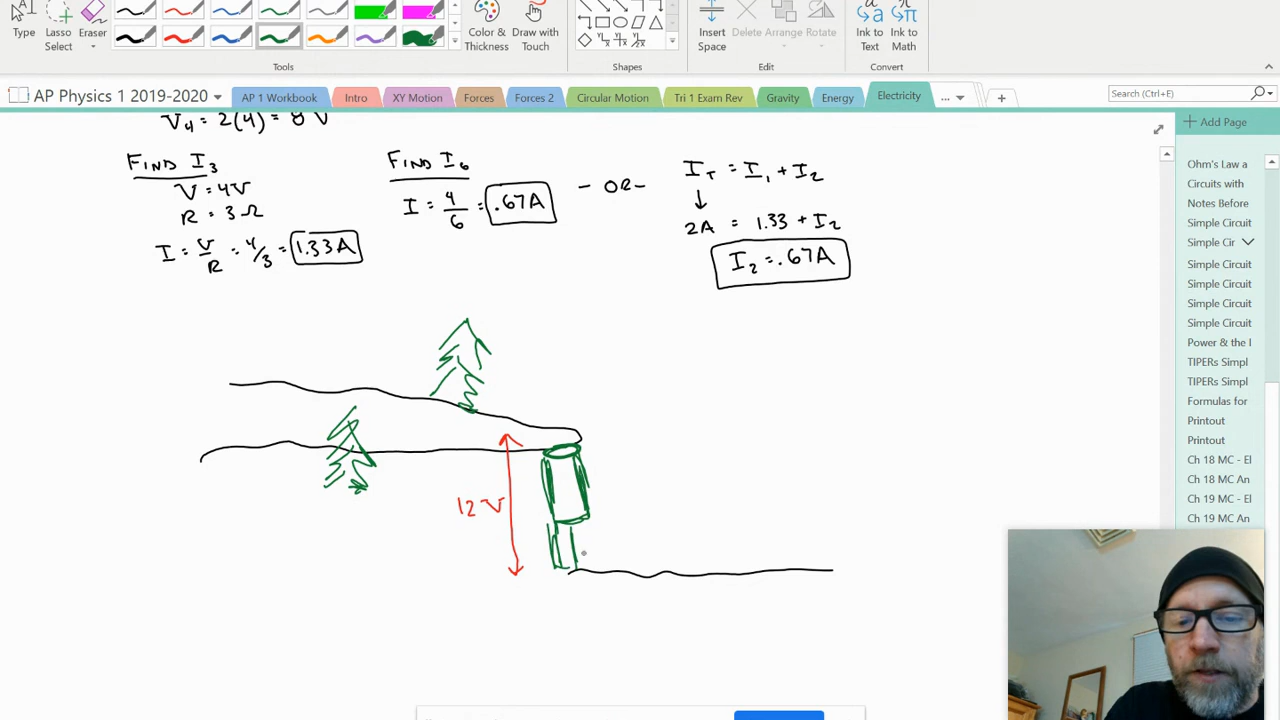 Type
Lasso Select
Eraser
Color & Thickness
Draw with Touch
Insert Space
Delete
Arrange
Rotate
Ink to Text
Ink to Math
Tools
Shapes
Edit
Convert
AP Physics 1 2019-2020
AP 1 Workbook
Intro
XY Motion
Forces
Forces 2
Circular Motion
Tri 1 Exam Rev
Gravity
Energy
Electricity
...
Search (Ctrl+E)
Add Page
Ohm's Law a
Circuits with
Notes Before
Simple Circuit
Simple Cir
Simple Circuit
Simple Circuit
Simple Circuit
Simple Circuit
Power & the I
TIPERs Simpl
TIPERs Simpl
Formulas for
Printout
Printout
Ch 18 MC - El
Ch 18 MC An
Ch 19 MC - El
Ch 19 MC An
V₄ = 2(4) = 8 V
FIND I₃
V = 4V
R = 3 Ω
I = V/R = 4/3 = 1.33A
FIND I₆
I = 4/6 = .67A
- OR -
I_T = I₁ + I₂
↓
2A = 1.33 + I₂
I₂ = .67A
12 V